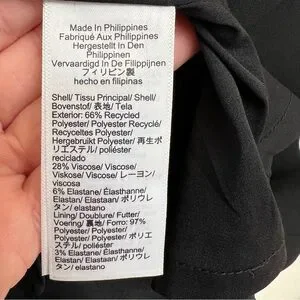 Made In Philippines
Fabriqué Aux Philippines
Hergestellt In Den
Philippinen
Vervaardigd In De Filippijnen
フィリピン製
hecho en filipinas
Shell/ Tissu Principal/ Shell/
Bovenstof/ 表地/ Tela
Exterior: 66% Recycled
Polyester/ Polyester Recyclé/
Recyceltes Polyester/
Hergebruikt Polyester/ 再生ポ
リエステル/ poliéster
reciclado
28% Viscose/ Viscose/
Viskose/ Viscose/ レーヨン/
viscosa
6% Elastane/ Élasthanne/
Elastan/ Elastaan/ ポリウレ
タン/ elastano
Lining/ Doublure/ Futter/
Voering/ 裏地/ Forro: 97%
Polyester/ Polyester/
Polyester/ Polyester/ ポリエ
ステル/ poliéster
3% Elastane/ Élasthanne/
Elastan/ Elastaan/ ポリウレ
タン/ elastano